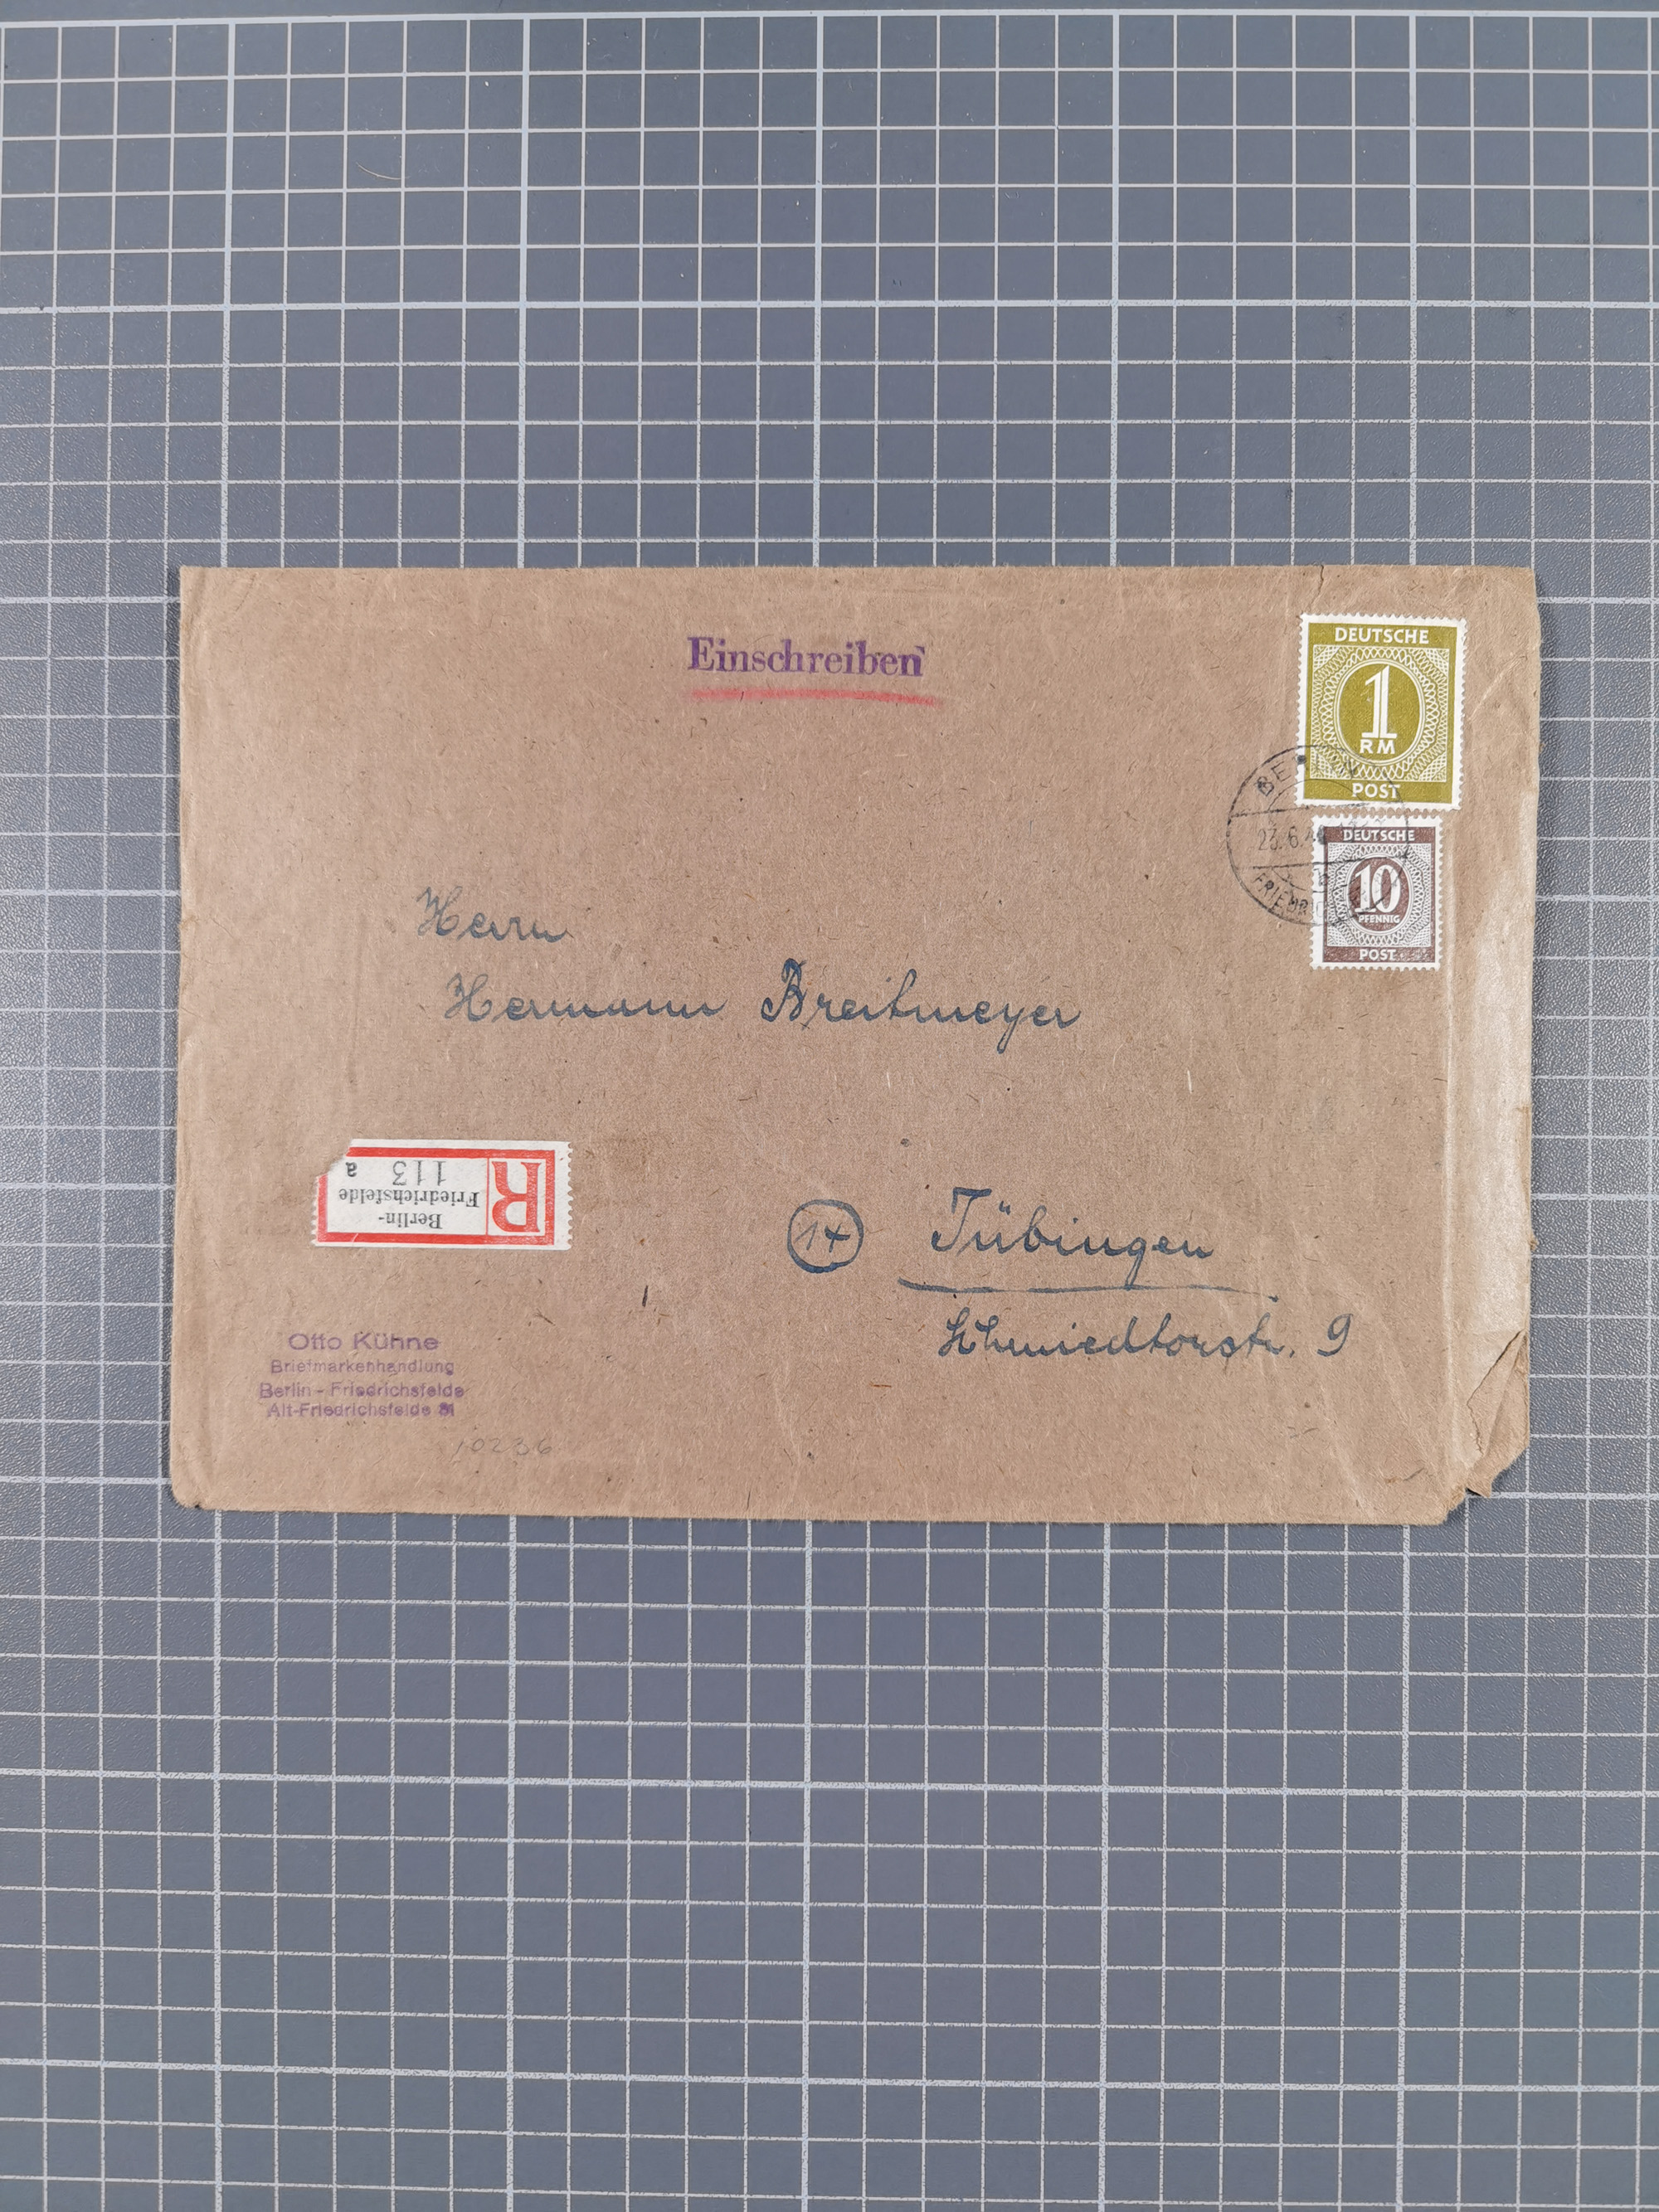 Einschreiben
DEUTSCHE
1
RM
POST
DEUTSCHE
10
PFENNIG
POST
Herrn
Hermann Breitmeyer
R
Berlin-
Friedrichsfelde
113
a
14 Tübingen
Schmiedtorstr. 9
Otto Kühne
Briefmarkenhandlung
Berlin - Friedrichsfelde
Alt-Friedrichsfelde
10236